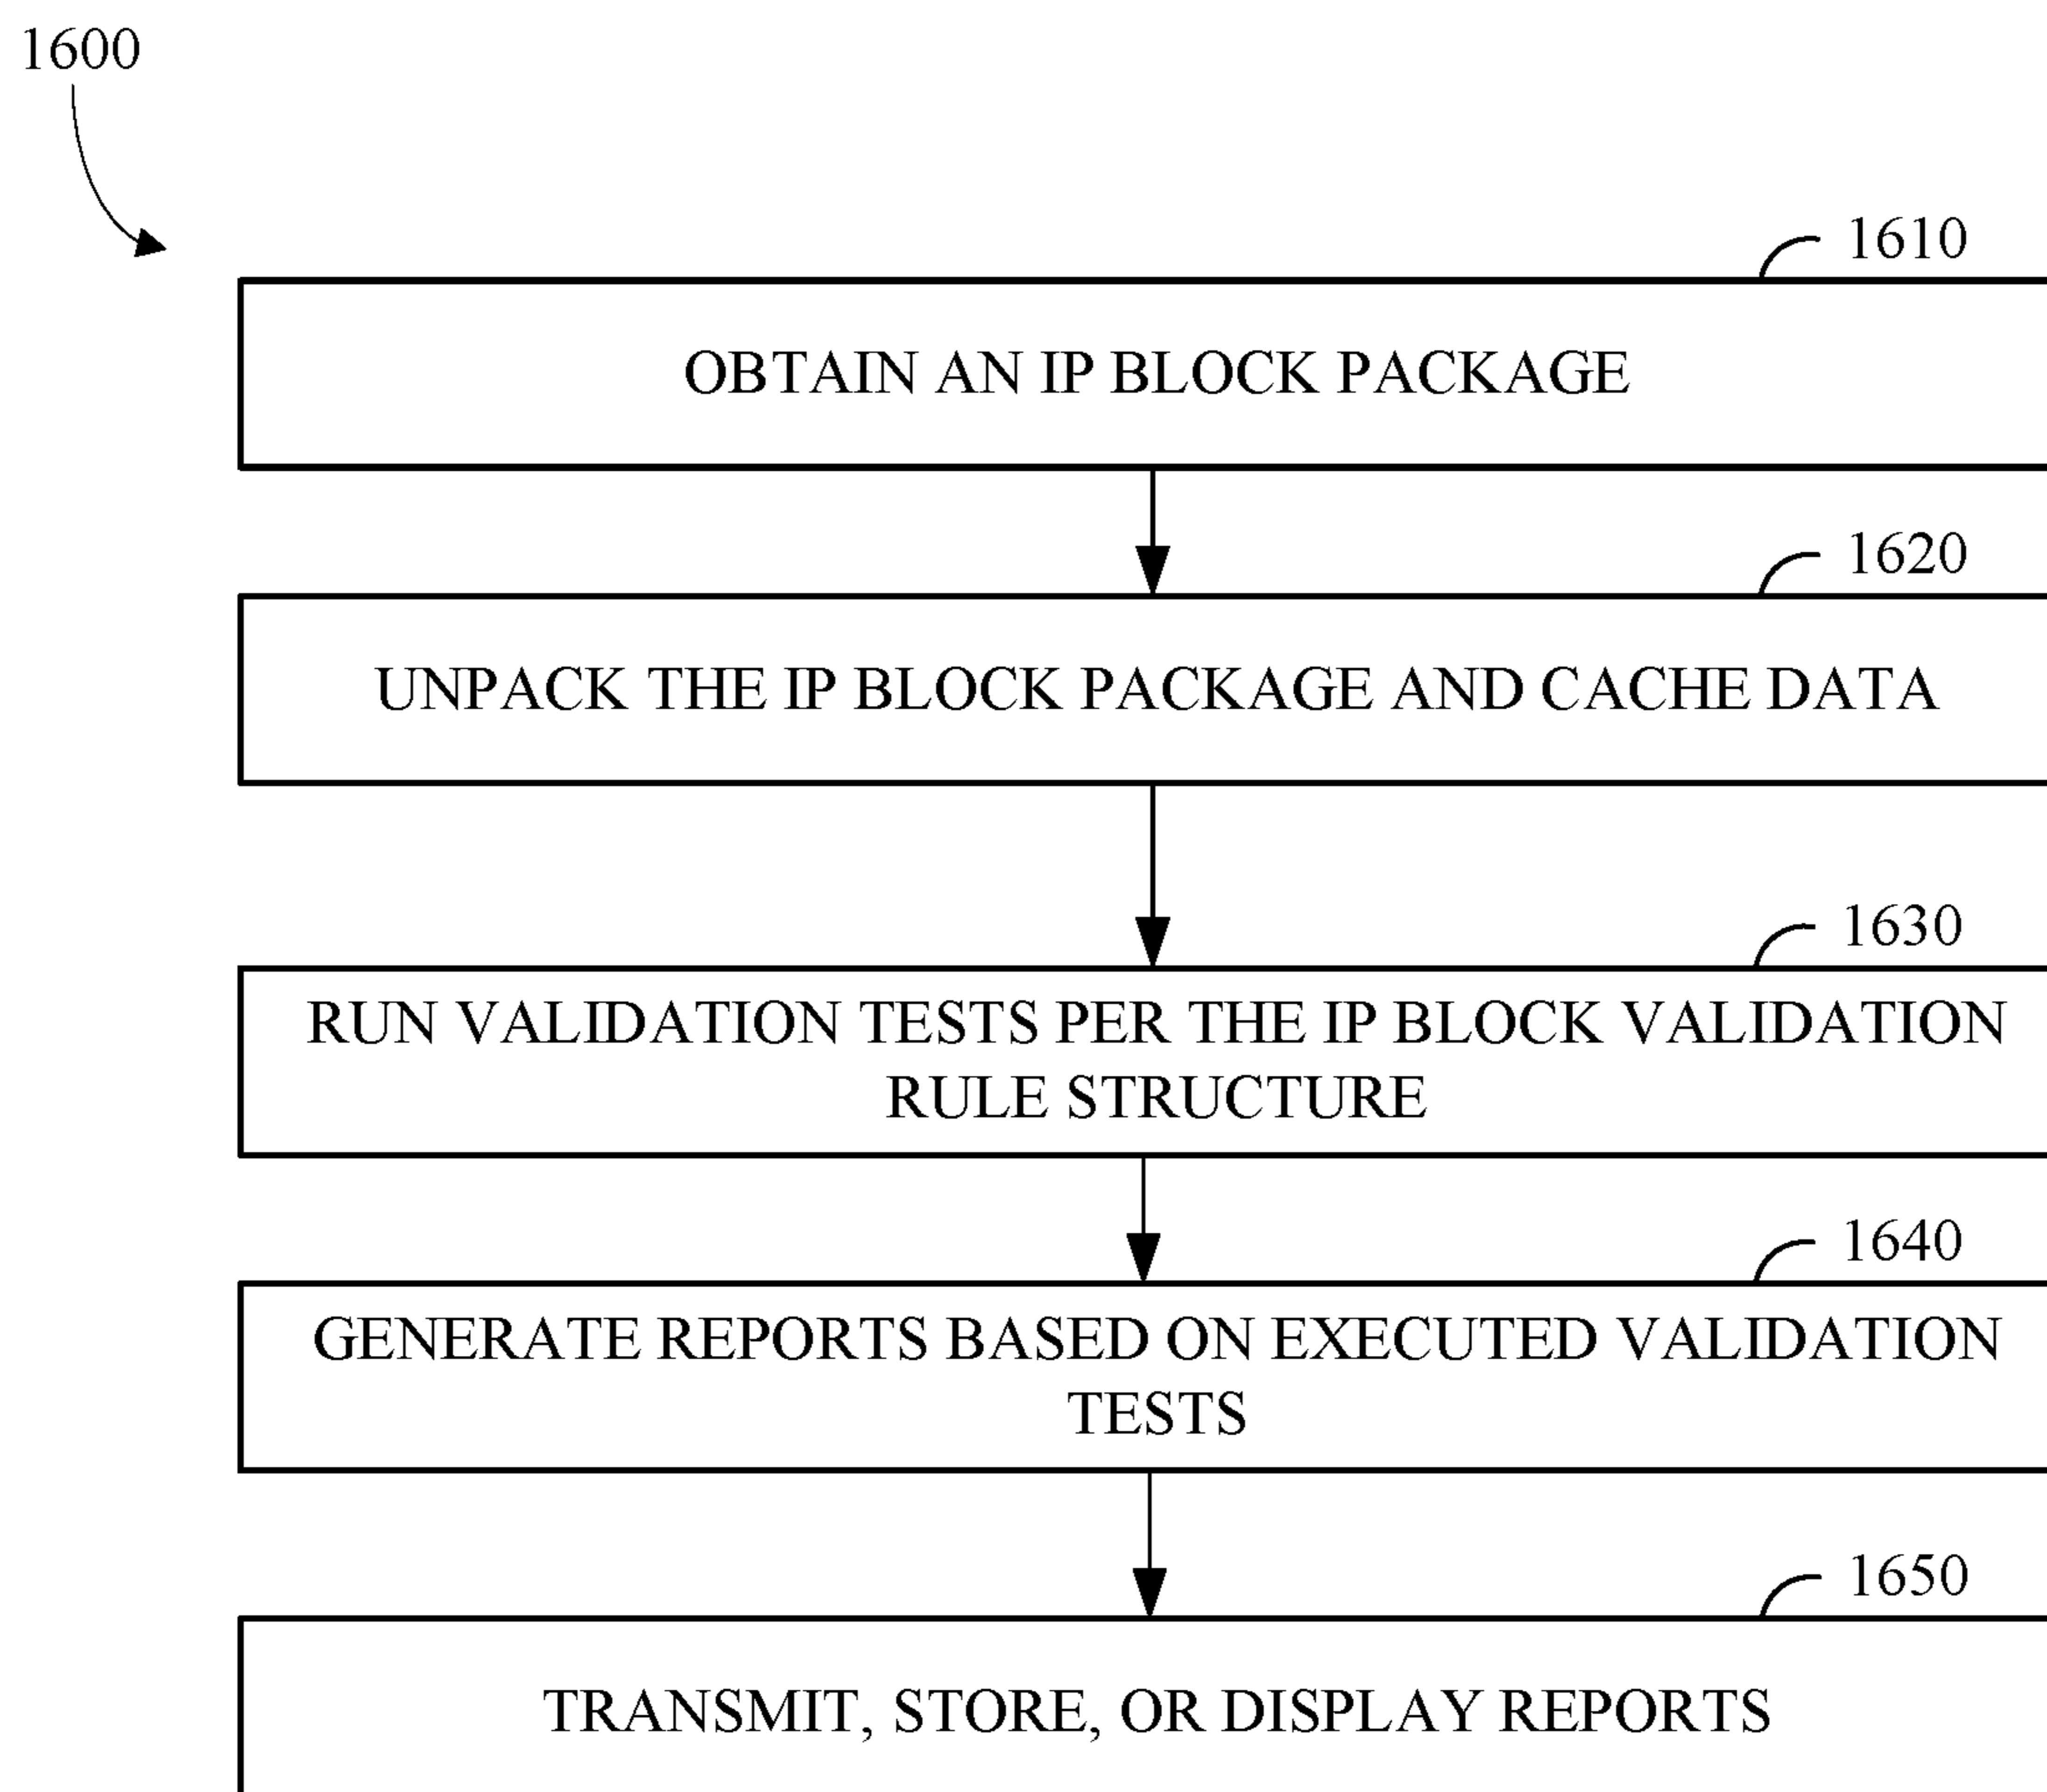 1600
1610
OBTAIN AN IP BLOCK PACKAGE
1620
UNPACK THE IP BLOCK PACKAGE AND CACHE DATA
1630
RUN VALIDATION TESTS PER THE IP BLOCK VALIDATION
RULE STRUCTURE
1640
GENERATE REPORTS BASED ON EXECUTED VALIDATION
TESTS
1650
TRANSMIT, STORE, OR DISPLAY REPORTS